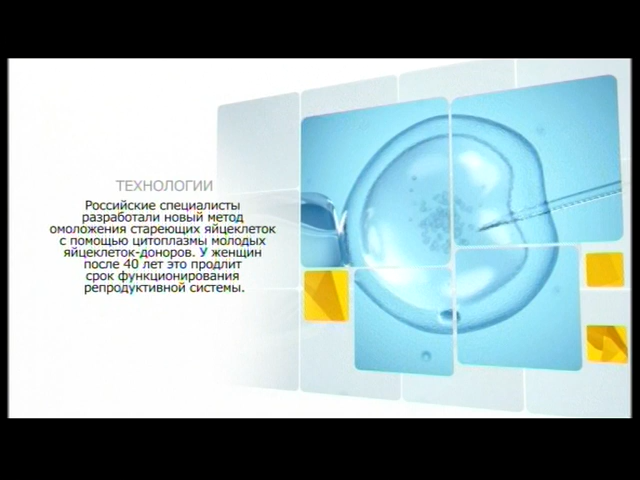 ТЕХНОЛОГИИ
Российские специалисты
разработали новый метод
омоложения стареющих яйцеклеток
с помощью цитоплазмы молодых
яйцеклеток-доноров. У женщин
после 40 лет это продлит
срок функционирования
репродуктивной системы.